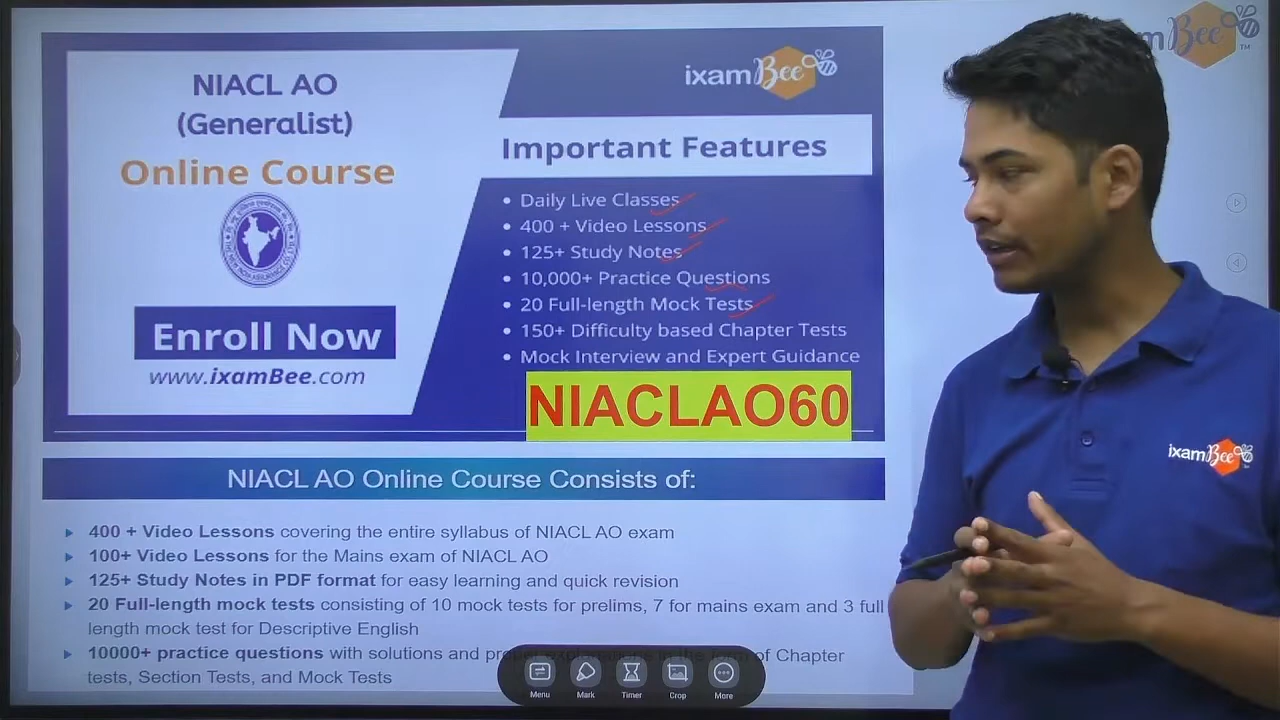 NIACL AO
(Generalist)
Online Course
Enroll Now
www.ixamBee.com
ixamBee
Important Features
• Daily Live Classes
• 400 + Video Lessons
• 125+ Study Notes
• 10,000+ Practice Questions
• 20 Full-length Mock Tests
• 150+ Difficulty based Chapter Tests
• Mock Interview and Expert Guidance
NIACLAO60
NIACL AO Online Course Consists of:
400 + Video Lessons covering the entire syllabus of NIACL AO exam
100+ Video Lessons for the Mains exam of NIACL AO
125+ Study Notes in PDF format for easy learning and quick revision
20 Full-length mock tests consisting of 10 mock tests for prelims, 7 for mains exam and 3 full
length mock test for Descriptive English
10000+ practice questions with solutions and of Chapter
tests, Section Tests, and Mock Tests
Menu
Mark
Timer
Crop
More
Bee
TM
ixamBee